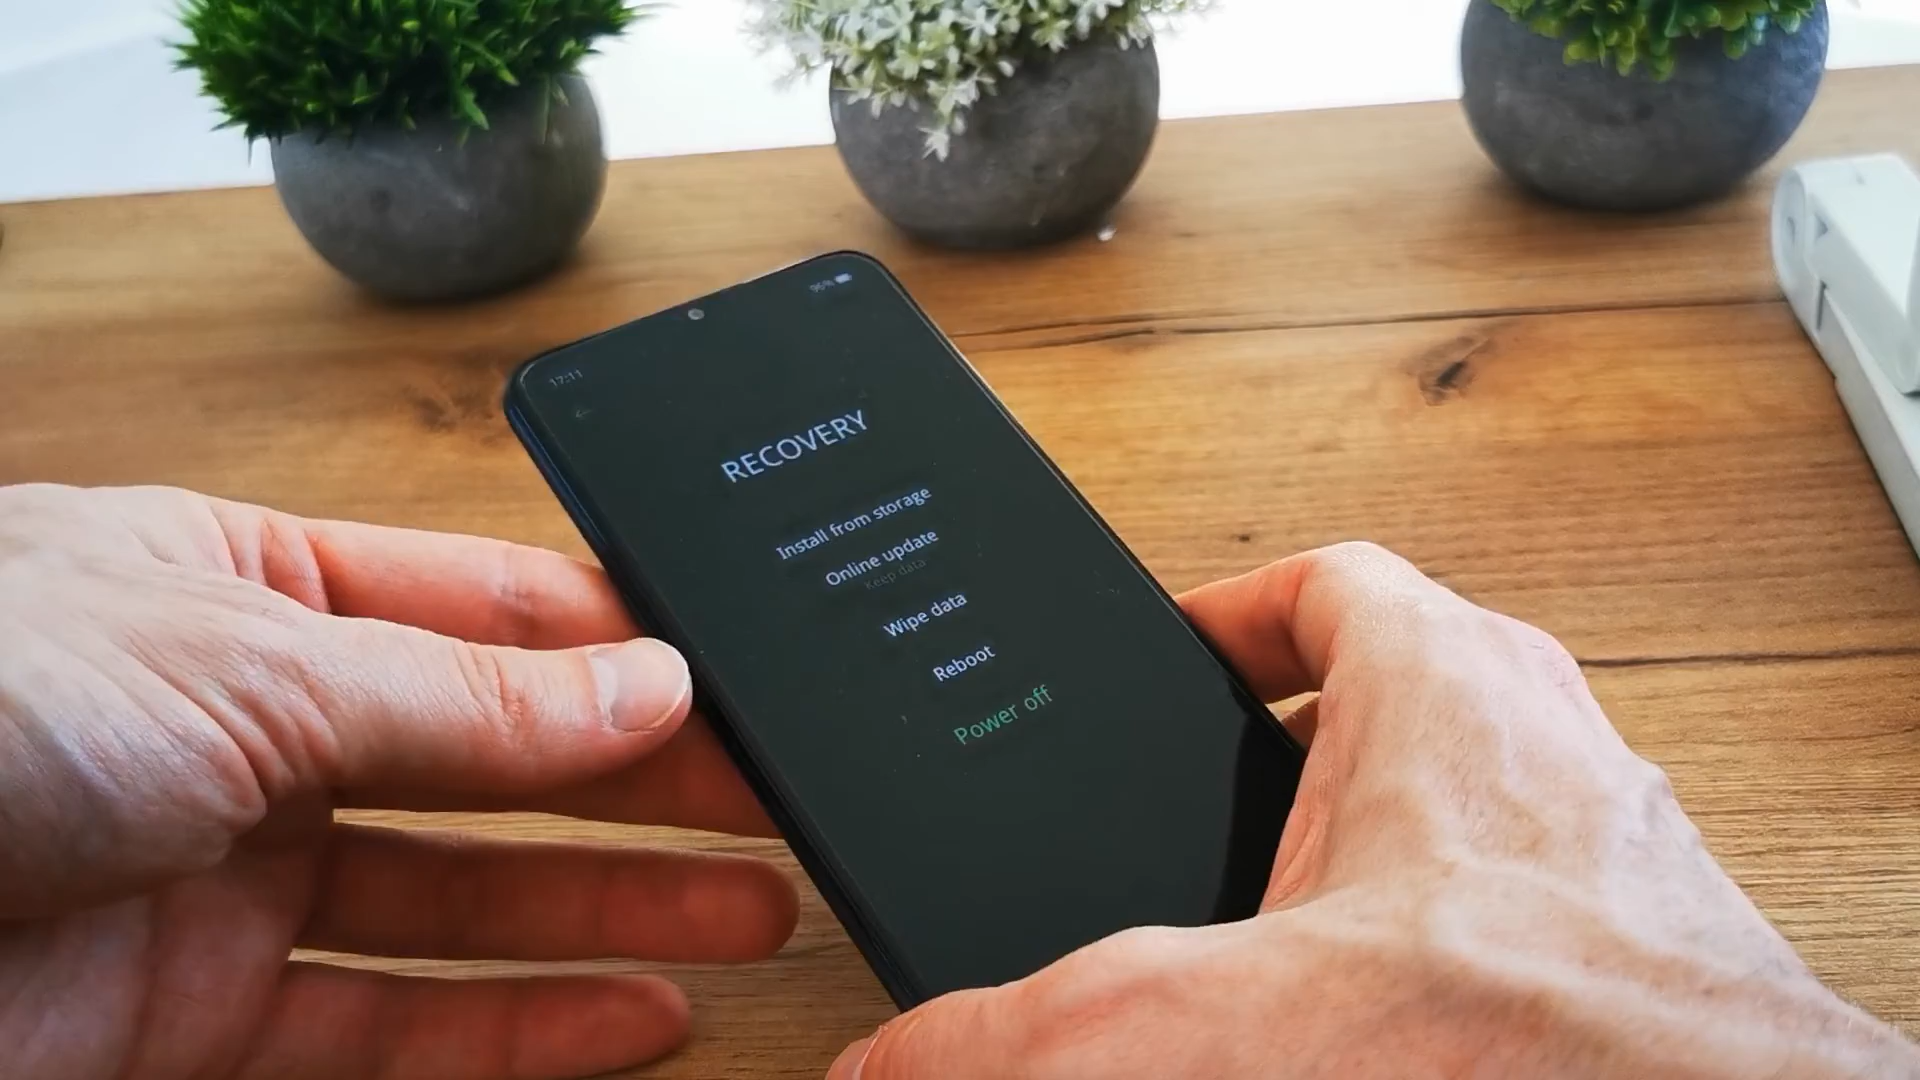 96%
17:11
RECOVERY
Install from storage
Online update
Keep data
Wipe data
Reboot
Power off